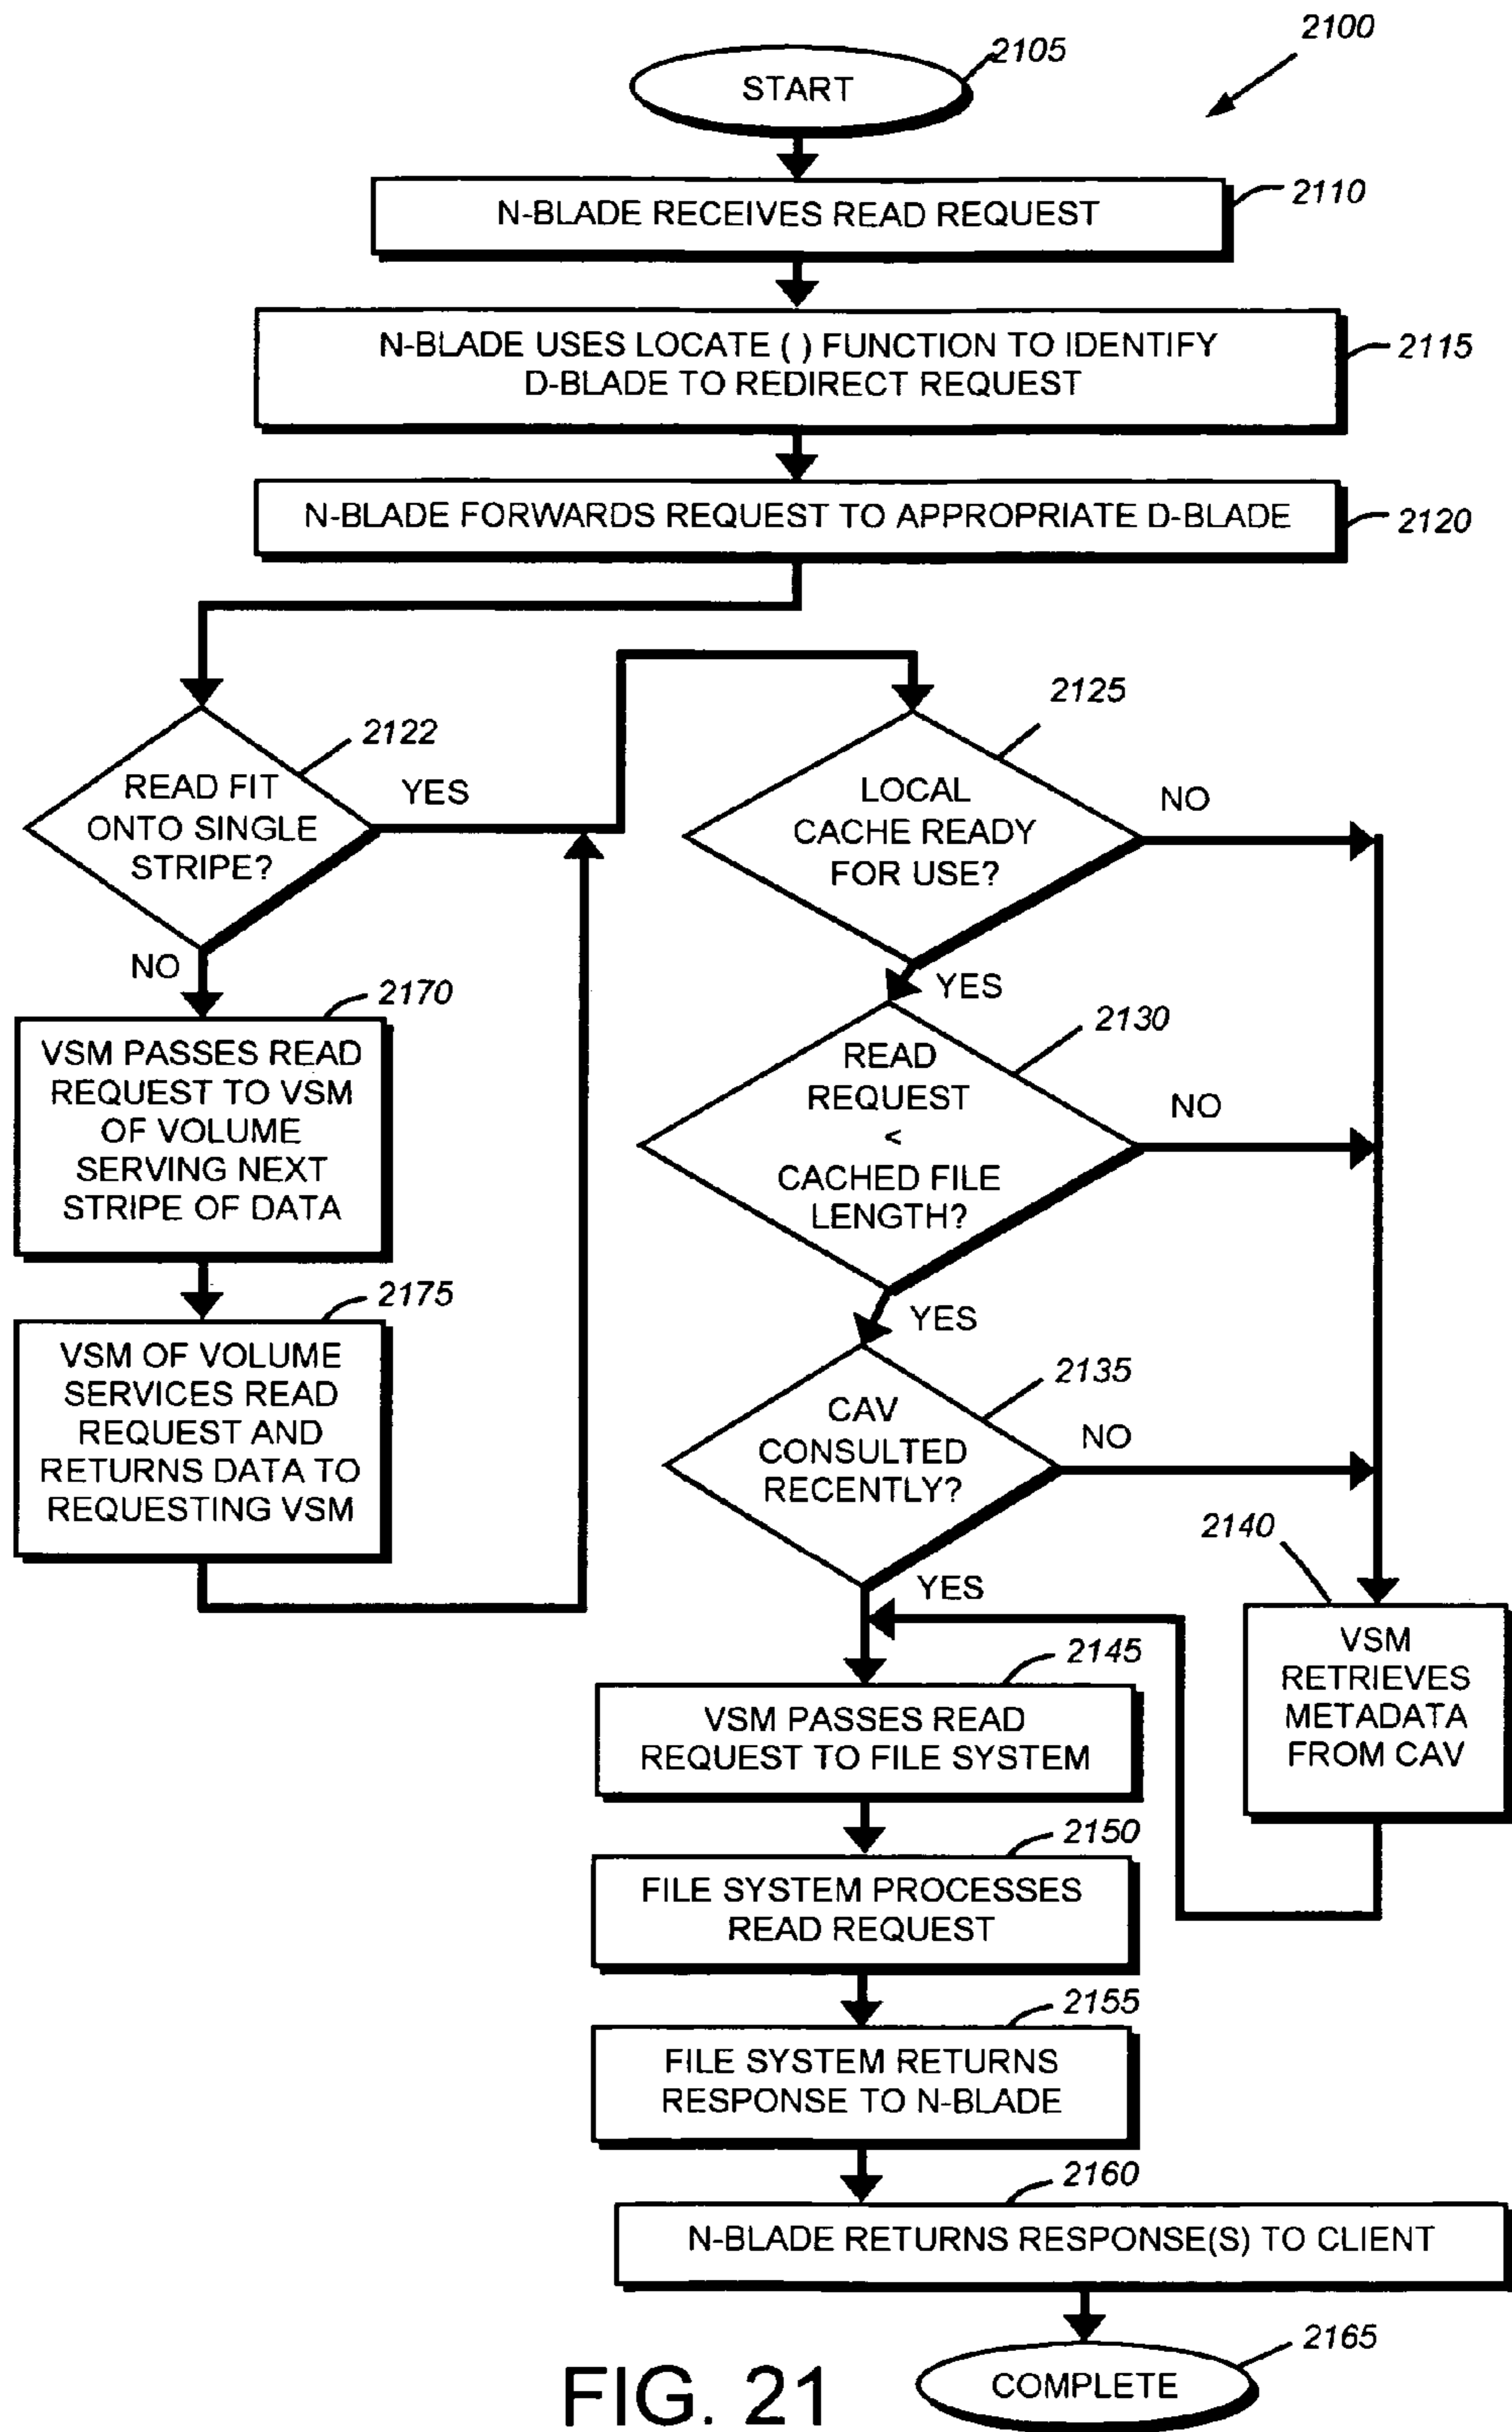 2100
2105
START
2110
N-BLADE RECEIVES READ REQUEST
2115
N-BLADE USES LOCATE ( ) FUNCTION TO IDENTIFY
D-BLADE TO REDIRECT REQUEST
2120
N-BLADE FORWARDS REQUEST TO APPROPRIATE D-BLADE
2122
READ FIT
ONTO SINGLE
STRIPE?
YES
NO
2170
VSM PASSES READ
REQUEST TO VSM
OF VOLUME
SERVING NEXT
STRIPE OF DATA
2175
VSM OF VOLUME
SERVICES READ
REQUEST AND
RETURNS DATA TO
REQUESTING VSM
2125
LOCAL
CACHE READY
FOR USE?
NO
YES
2130
READ
REQUEST
<
CACHED FILE
LENGTH?
NO
YES
2135
CAV
CONSULTED
RECENTLY?
NO
YES
2140
VSM
RETRIEVES
METADATA
FROM CAV
2145
VSM PASSES READ
REQUEST TO FILE SYSTEM
2150
FILE SYSTEM PROCESSES
READ REQUEST
2155
FILE SYSTEM RETURNS
RESPONSE TO N-BLADE
2160
N-BLADE RETURNS RESPONSE(S) TO CLIENT
2165
COMPLETE
FIG. 21